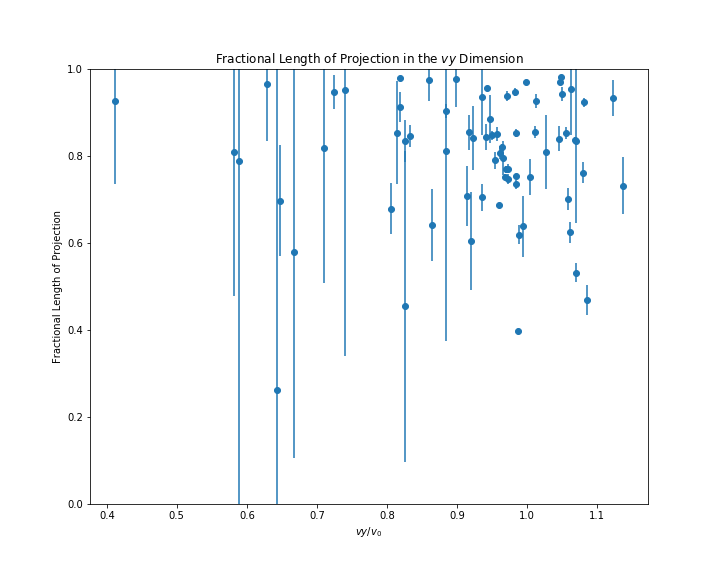 Fractional Length of Projection in the vy Dimension
1.0
0.8
0.6
0.4
0.2
0.0
Fractional Length of Projection
0.4 0.5 0.6 0.7 0.8 0.9 1.0 1.1
vy/v₀